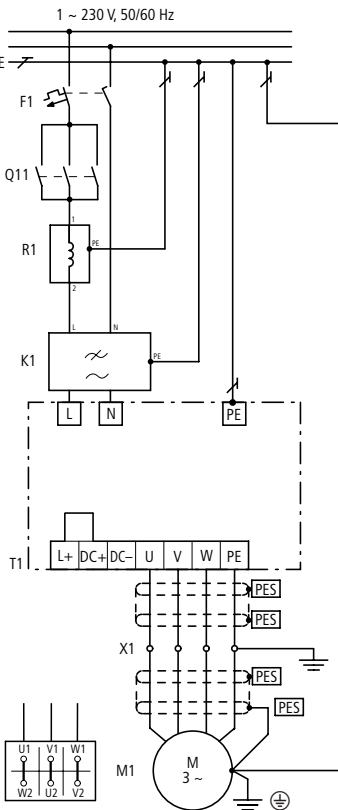 1 ~ 230 V, 50/60 Hz
E
F1
Q11
1
R1
PE
2
L N
K1
PE
L N PE
L+ DC+ DC– U V W PE
T1
PES
PES
X1
PES
PES
U1 V1 W1
W2 U2 V2
M1
M
3 ~